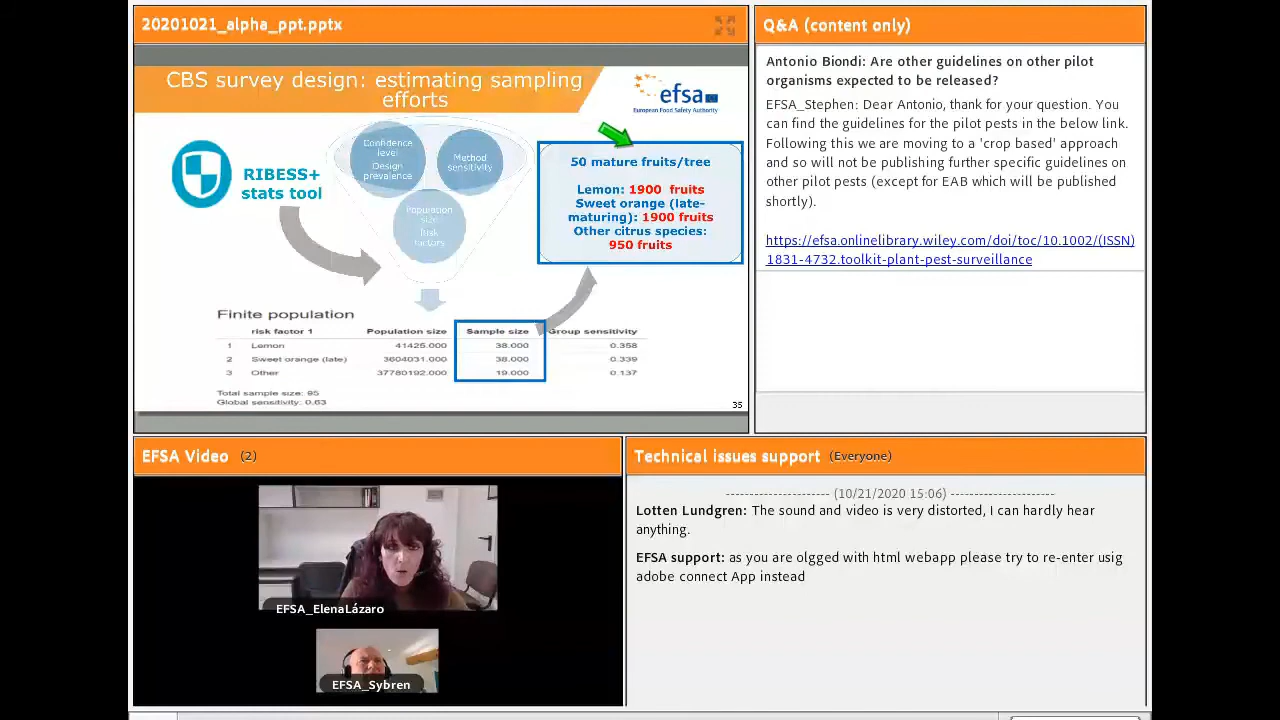 20201021_alpha_ppt.pptx
CBS survey design: estimating sampling
efforts
efsa
European Food Safety Authority
RIBESS+
stats tool
Confidence
level
Design
prevalence
Method
sensitivity
Population
size
Risk
factors
50 mature fruits/tree
Lemon: 1900 fruits
Sweet orange (late-
maturing): 1900 fruits
Other citrus species:
950 fruits
Finite population
risk factor 1 Population size Sample size Group sensitivity
1 Lemon 41425.000 38.000 0.358
2 Sweet orange (late) 3604031.000 38.000 0.339
3 Other 37780192.000 19.000 0.137
Total sample size: 95
Global sensitivity: 0.63
35
Q&A (content only)
Antonio Biondi: Are other guidelines on other pilot
organisms expected to be released?
EFSA_Stephen: Dear Antonio, thank for your question. You
can find the guidelines for the pilot pests in the below link.
Following this we are moving to a 'crop based' approach
and so will not be publishing further specific guidelines on
other pilot pests (except for EAB which will be published
shortly).
https://efsa.onlinelibrary.wiley.com/doi/toc/10.1002/(ISSN)
1831-4732.toolkit-plant-pest-surveillance
EFSA Video (2)
EFSA_ElenaLázaro
EFSA_Sybren
Technical issues support (Everyone)
---------------------- (10/21/2020 15:06) ----------------------
Lotten Lundgren: The sound and video is very distorted, I can hardly hear
anything.
EFSA support: as you are olgged with html webapp please try to re-enter usig
adobe connect App instead